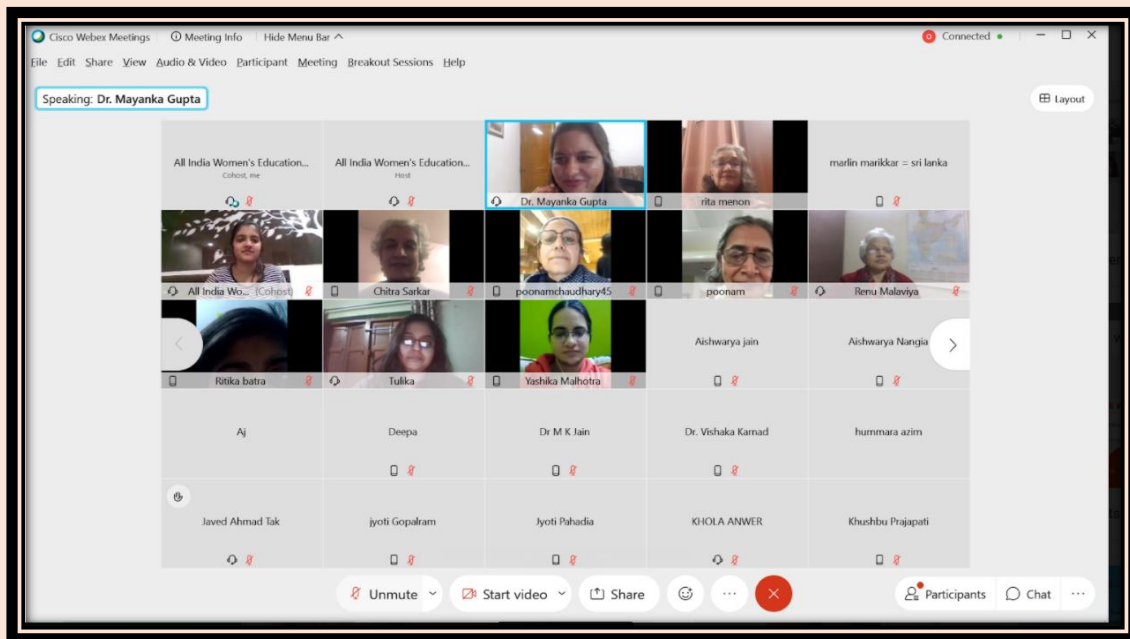 Cisco Webex Meetings Meeting Info Hide Menu Bar Connected
File Edit Share View Audio & Video Participant Meeting Breakout Sessions Help
Speaking: Dr. Mayanka Gupta
Layout
All India Women's Education...
Cohost, me
All India Women's Education...
Host
Dr. Mayanka Gupta
rita menon
marlin marikkar = sri lanka
All India Wo... (Cohost)
Chitra Sarkar
poonamchaudhary45
poonam
Renu Malaviya
Ritika batra
Tulika
Yashika Malhotra
Aishwarya jain
Aishwarya Nangia
Aj
Deepa
Dr M K Jain
Dr. Vishaka Karnad
hummara azim
Javed Ahmad Tak
jyoti Gopalram
Jyoti Pahadia
KHOLA ANWER
Khushbu Prajapati
Unmute Start video Share Participants Chat